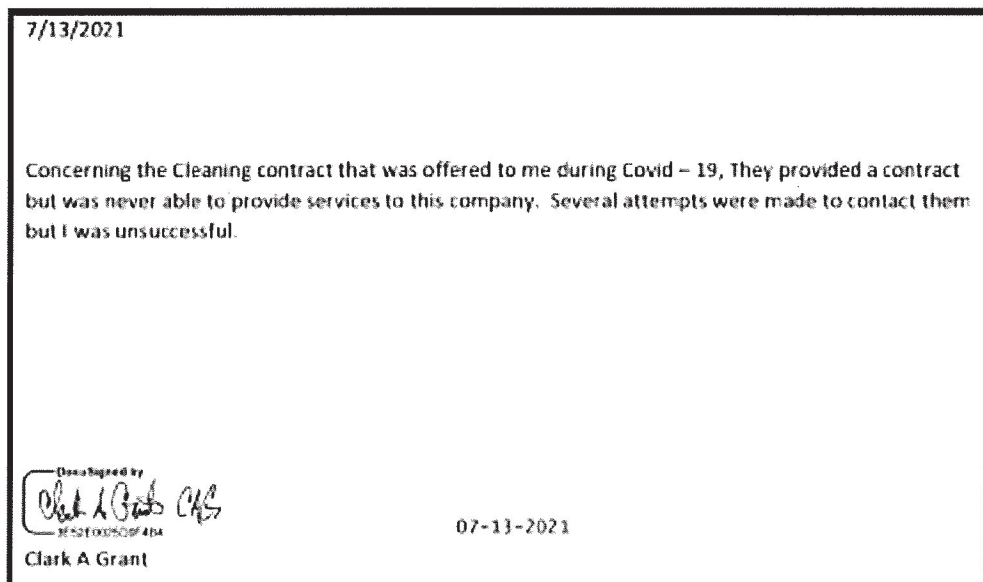 7/13/2021
Concerning the Cleaning contract that was offered to me during Covid – 19, They provided a contract
but was never able to provide services to this company. Several attempts were made to contact them
but I was unsuccessful.
DocuSigned by
Clark A Grant
07-13-2021
Clark A Grant